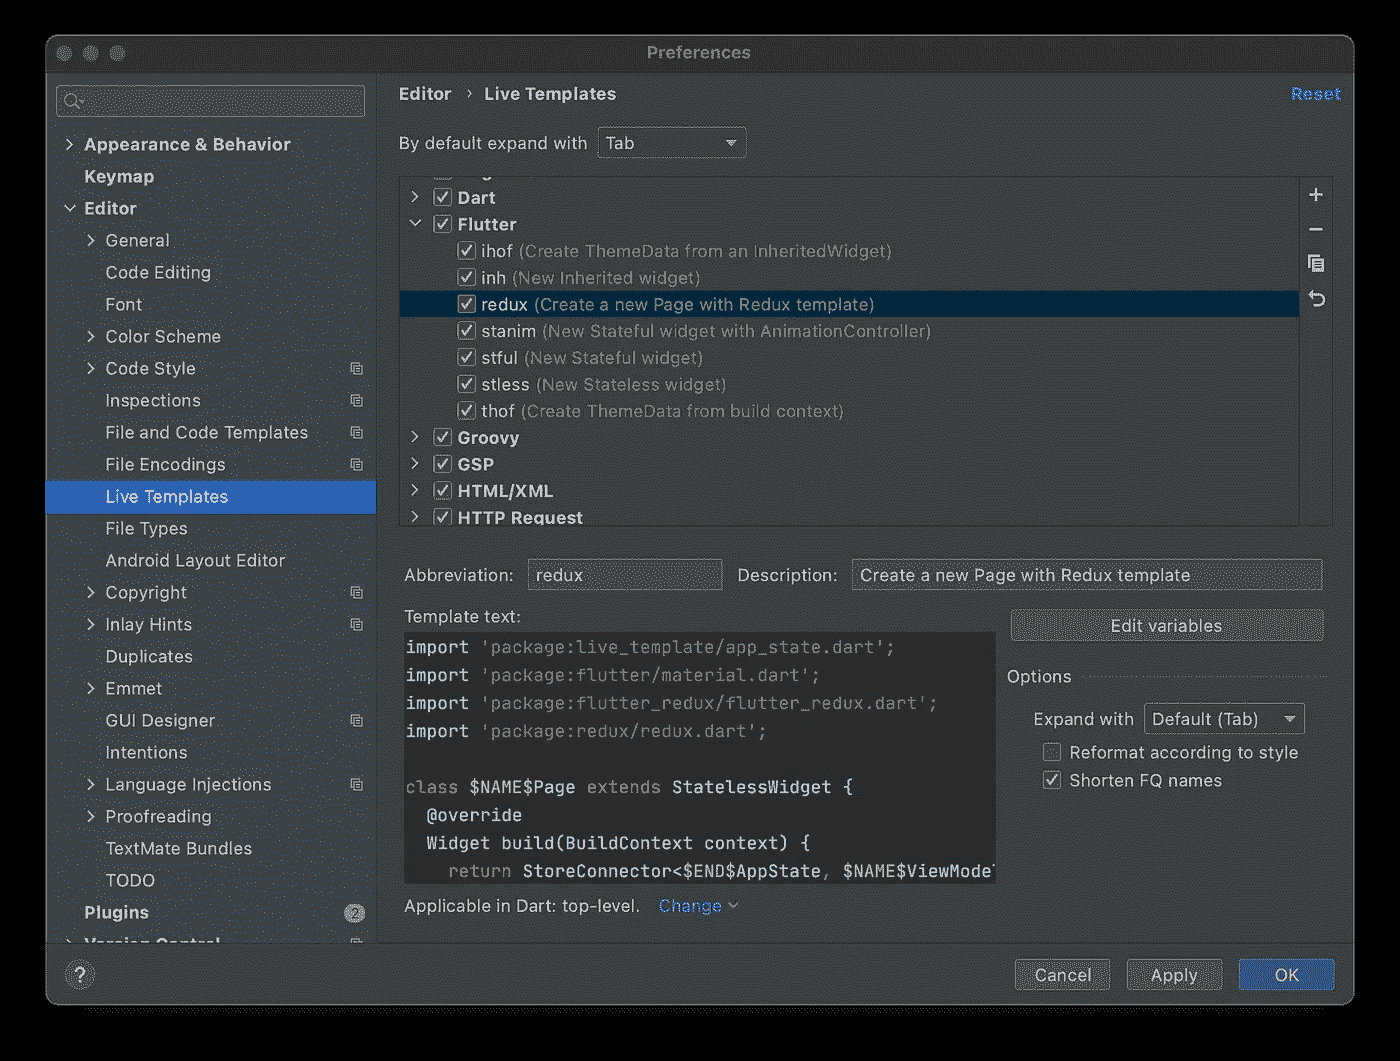 Preferences
Editor › Live Templates
Reset
By default expand with Tab
Appearance & Behavior
Keymap
Editor
General
Code Editing
Font
Color Scheme
Code Style
Inspections
File and Code Templates
File Encodings
Live Templates
File Types
Android Layout Editor
Copyright
Inlay Hints
Duplicates
Emmet
GUI Designer
Intentions
Language Injections
Proofreading
TextMate Bundles
TODO
Plugins 2
Version Control
Dart
Flutter
ihof (Create ThemeData from an InheritedWidget)
inh (New Inherited widget)
redux (Create a new Page with Redux template)
stanim (New Stateful widget with AnimationController)
stful (New Stateful widget)
stless (New Stateless widget)
thof (Create ThemeData from build context)
Groovy
GSP
HTML/XML
HTTP Request
Abbreviation: redux Description: Create a new Page with Redux template
Template text:
import 'package:live_template/app_state.dart';
import 'package:flutter/material.dart';
import 'package:flutter_redux/flutter_redux.dart';
import 'package:redux/redux.dart';
class $NAME$Page extends StatelessWidget {
@override
Widget build(BuildContext context) {
return StoreConnector<$END$AppState, $NAME$ViewMode
Edit variables
Options
Expand with Default (Tab)
Reformat according to style
Shorten FQ names
Applicable in Dart: top-level. Change
?
Cancel
Apply
OK